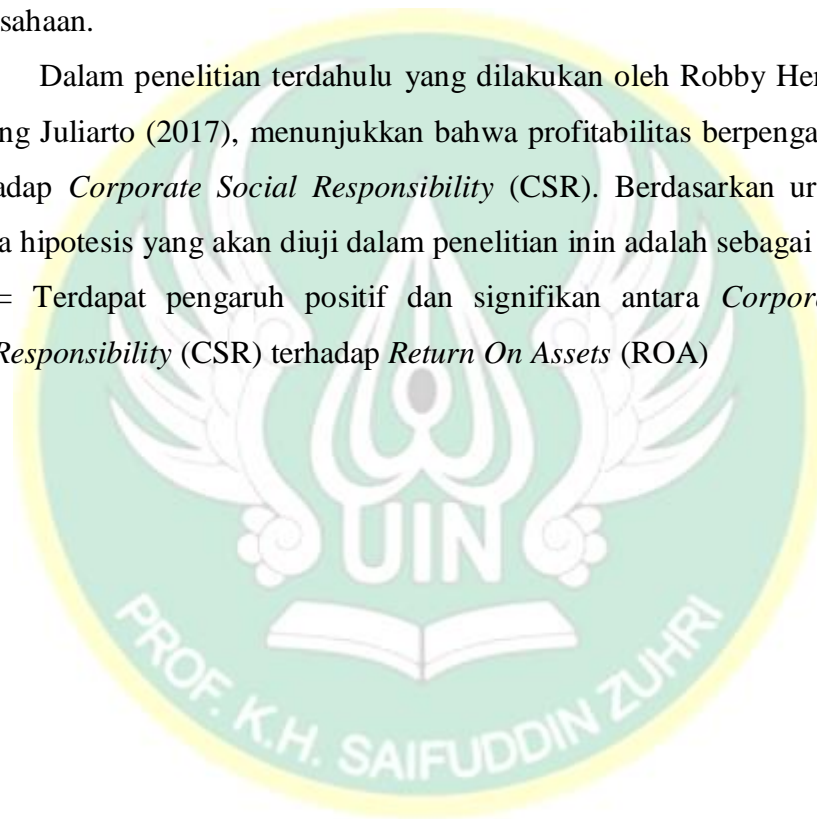 sahaan.
Dalam penelitian terdahulu yang dilakukan oleh Robby Her
ng Juliarto (2017), menunjukkan bahwa profitabilitas berpenga
adap Corporate Social Responsibility (CSR). Berdasarkan ur
a hipotesis yang akan diuji dalam penelitian inin adalah sebagai
= Terdapat pengaruh positif dan signifikan antara Corpor
Responsibility (CSR) terhadap Return On Assets (ROA)
UIN
PROF. K.H. SAIFUDDIN ZUHRI